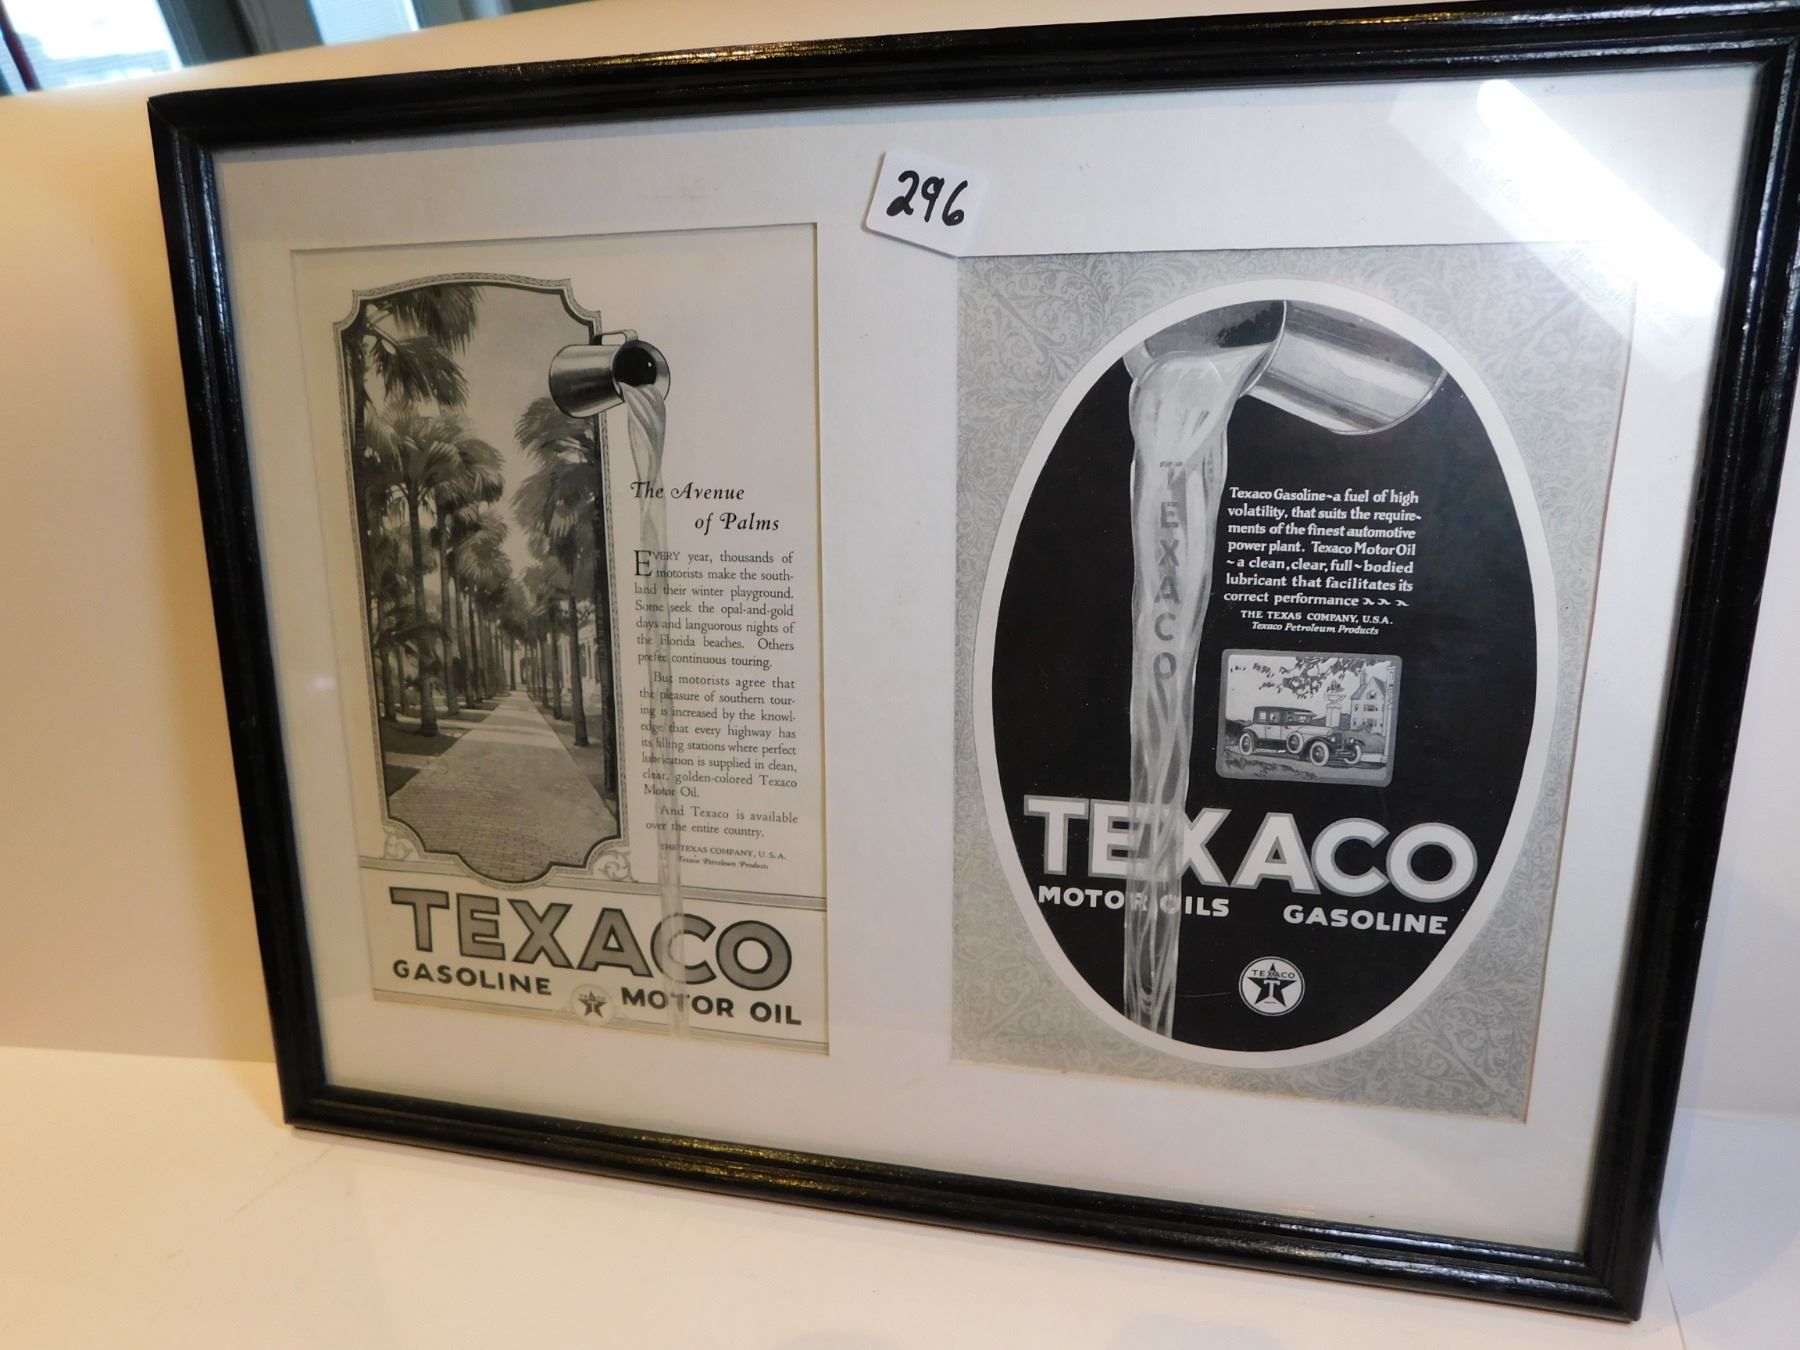 296
The Avenue
of Palms
EVERY year, thousands of
motorists make the south-
land their winter playground.
Some seek the opal-and-gold
days and languorous nights of
the Florida beaches. Others
prefer continuous touring.
But motorists agree that
the pleasure of southern tour-
ing is increased by the knowl-
edge that every highway has
its filling stations where perfect
lubrication is supplied in clean,
clear, golden-colored Texaco
Motor Oil.
And Texaco is available
over the entire country.
THE TEXAS COMPANY, U.S.A.
Texaco Petroleum Products
TEXACO
GASOLINE MOTOR OIL
TEXACO
Texaco Gasoline~a fuel of high
volatility, that suits the require~
ments of the finest automotive
power plant. Texaco Motor Oil
~a clean, clear, full~bodied
lubricant that facilitates its
correct performance
THE TEXAS COMPANY, U.S.A.
Texaco Petroleum Products
TEXACO
MOTOR OILS GASOLINE
TEXACO
T